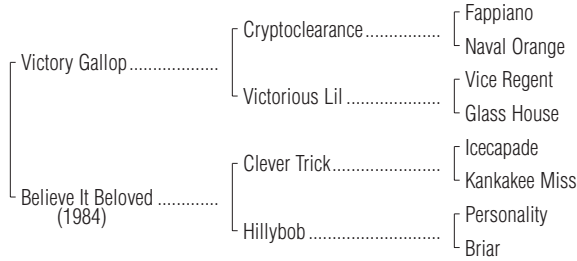 Fappiano
Cryptoclearance..................
Naval Orange
Victory Gallop.....................
Vice Regent
Victorious Lil ......................
Glass House
Icecapade
Clever Trick.........................
Kankakee Miss
Believe It Beloved ..............
(1984)
Personality
Hillybob ...............................
Briar